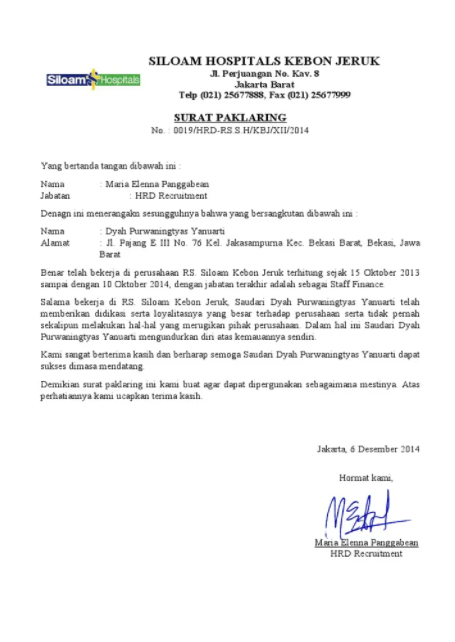 SILOAM HOSPITALS KEBON JERUK
Siloam Hospitals
Jl. Perjuangan No. Kav. 8
Jakarta Barat
Telp (021) 25677888, Fax (021) 25677999
SURAT PAKLARING
No. : 0019/HRD-RS.S H/KBJ/XII/2014
Yang bertanda tangan dibawah ini :
Nama : Maria Elenna Panggabean
Jabatan : HRD Recruitment
Denagn ini menerangakn sesungguhnya bahwa yang bersangkutan dibawah ini :
Nama : Dyah Purwaningtyas Yanuarti
Alamat : Jl. Pajang E III No. 76 Kel. Jakasampurna Kec. Bekasi Barat, Bekasi, Jawa
Barat
Benar telah bekerja di perusahaan RS. Siloam Kebon Jeruk terhitung sejak 15 Oktober 2013
sampai dengan 10 Oktober 2014, dengan jabatan terakhir adalah sebagai Staff Finance.
Salama bekerja di RS. Siloam Kebon Jeruk, Saudari Dyah Purwaningtyas Yanuarti telah
memberikan didikasi serta loyalitasnya yang besar terhadap perusahaan serta tidak pernah
sekalipun melakukan hal-hal yang merugikan pihak perusahaan. Dalam hal ini Saudari Dyah
Purwaningtyas Yanuarti mengundurkan diri atas kemauannya sendiri.
Kami sangat berterima kasih dan berharap semoga Saudari Dyah Purwaningtyas Yanuarti dapat
sukses dimasa mendatang.
Demikian surat paklaring ini kami buat agar dapat dipergunakan sebagaimana mestinya. Atas
perhatiannya kami ucapkan terima kasih.
Jakarta, 6 Desember 2014
Hormat kami,
Maria Elenna Panggabean
HRD Recruitment